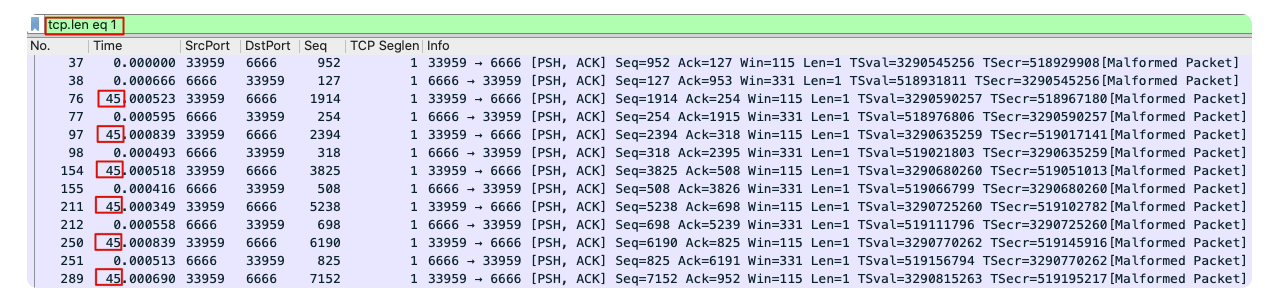 tcp.len eq 1
No. Time SrcPort DstPort Seq TCP Seglen Info
37 0.000000 33959 6666 952 1 33959 → 6666 [PSH, ACK] Seq=952 Ack=127 Win=115 Len=1 TSval=3290545256 TSecr=518929908[Malformed Packet]
38 0.000666 6666 33959 127 1 6666 → 33959 [PSH, ACK] Seq=127 Ack=953 Win=331 Len=1 TSval=518931811 TSecr=3290545256[Malformed Packet]
76 45.000523 33959 6666 1914 1 33959 → 6666 [PSH, ACK] Seq=1914 Ack=254 Win=115 Len=1 TSval=3290590257 TSecr=518967180[Malformed Packet]
77 0.000595 6666 33959 254 1 6666 → 33959 [PSH, ACK] Seq=254 Ack=1915 Win=331 Len=1 TSval=518976806 TSecr=3290590257[Malformed Packet]
97 45.000839 33959 6666 2394 1 33959 → 6666 [PSH, ACK] Seq=2394 Ack=318 Win=115 Len=1 TSval=3290635259 TSecr=519017141[Malformed Packet]
98 0.000493 6666 33959 318 1 6666 → 33959 [PSH, ACK] Seq=318 Ack=2395 Win=331 Len=1 TSval=519021803 TSecr=3290635259[Malformed Packet]
154 45.000518 33959 6666 3825 1 33959 → 6666 [PSH, ACK] Seq=3825 Ack=508 Win=115 Len=1 TSval=3290680260 TSecr=519051013[Malformed Packet]
155 0.000416 6666 33959 508 1 6666 → 33959 [PSH, ACK] Seq=508 Ack=3826 Win=331 Len=1 TSval=519066799 TSecr=3290680260[Malformed Packet]
211 45.000349 33959 6666 5238 1 33959 → 6666 [PSH, ACK] Seq=5238 Ack=698 Win=115 Len=1 TSval=3290725260 TSecr=519102782[Malformed Packet]
212 0.000558 6666 33959 698 1 6666 → 33959 [PSH, ACK] Seq=698 Ack=5239 Win=331 Len=1 TSval=519111796 TSecr=3290725260[Malformed Packet]
250 45.000839 33959 6666 6190 1 33959 → 6666 [PSH, ACK] Seq=6190 Ack=825 Win=115 Len=1 TSval=3290770262 TSecr=519145916[Malformed Packet]
251 0.000513 6666 33959 825 1 6666 → 33959 [PSH, ACK] Seq=825 Ack=6191 Win=331 Len=1 TSval=519156794 TSecr=3290770262[Malformed Packet]
289 45.000690 33959 6666 7152 1 33959 → 6666 [PSH, ACK] Seq=7152 Ack=952 Win=115 Len=1 TSval=3290815263 TSecr=519195217[Malformed Packet]